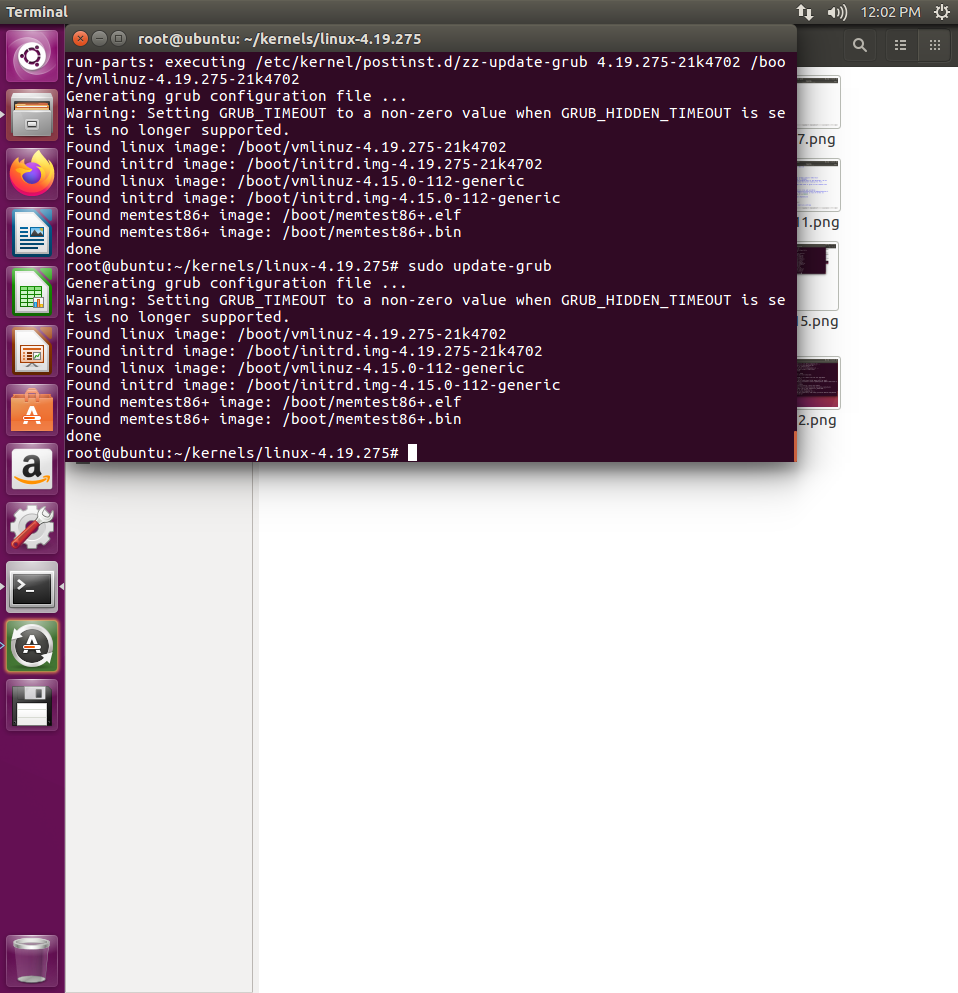 Terminal
12:02 PM
root@ubuntu: ~/kernels/linux-4.19.275
run-parts: executing /etc/kernel/postinst.d/zz-update-grub 4.19.275-21k4702 /boo
t/vmlinuz-4.19.275-21k4702
Generating grub configuration file ...
Warning: Setting GRUB_TIMEOUT to a non-zero value when GRUB_HIDDEN_TIMEOUT is se
t is no longer supported.
Found linux image: /boot/vmlinuz-4.19.275-21k4702
Found initrd image: /boot/initrd.img-4.19.275-21k4702
Found linux image: /boot/vmlinuz-4.15.0-112-generic
Found initrd image: /boot/initrd.img-4.15.0-112-generic
Found memtest86+ image: /boot/memtest86+.elf
Found memtest86+ image: /boot/memtest86+.bin
done
root@ubuntu:~/kernels/linux-4.19.275# sudo update-grub
Generating grub configuration file ...
Warning: Setting GRUB_TIMEOUT to a non-zero value when GRUB_HIDDEN_TIMEOUT is se
t is no longer supported.
Found linux image: /boot/vmlinuz-4.19.275-21k4702
Found initrd image: /boot/initrd.img-4.19.275-21k4702
Found linux image: /boot/vmlinuz-4.15.0-112-generic
Found initrd image: /boot/initrd.img-4.15.0-112-generic
Found memtest86+ image: /boot/memtest86+.elf
Found memtest86+ image: /boot/memtest86+.bin
done
root@ubuntu:~/kernels/linux-4.19.275#
7.png
11.png
15.png
2.png